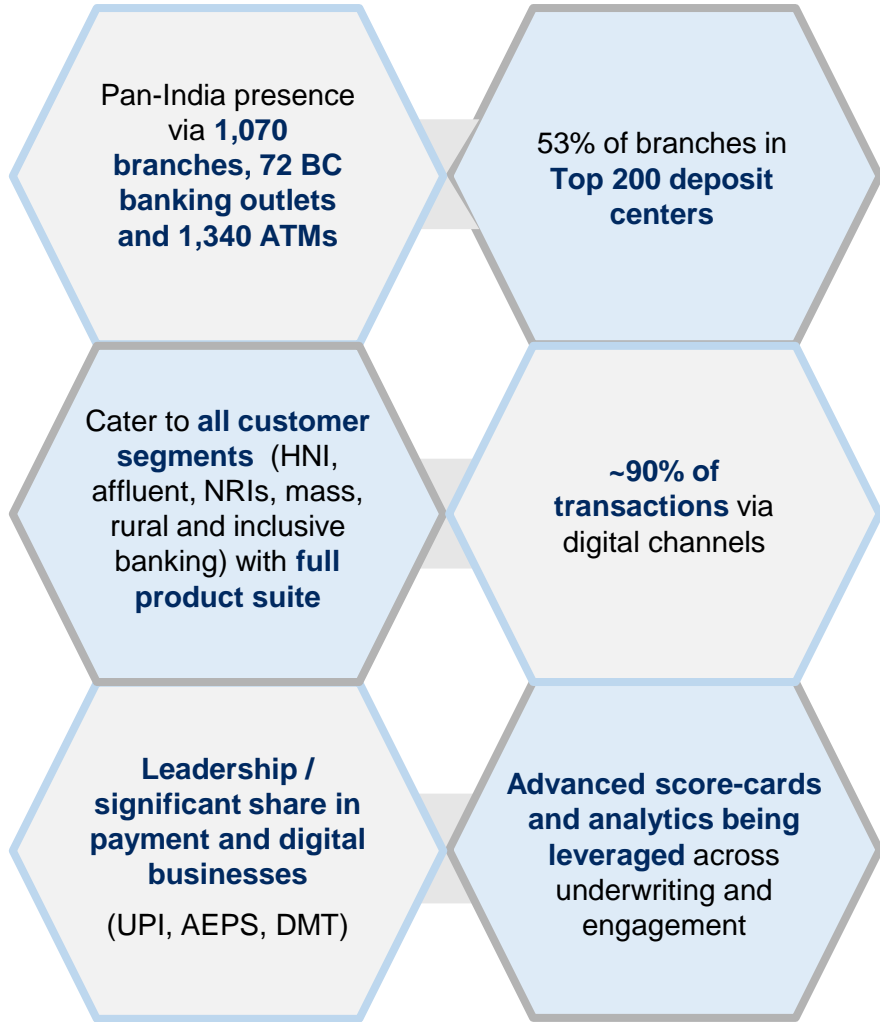 Pan-India presence
via 1,070
branches, 72 BC
banking outlets
and 1,340 ATMs
53% of branches in
Top 200 deposit
centers
Cater to all customer
segments (HNI,
affluent, NRIs, mass,
rural and inclusive
banking) with full
product suite
~90% of
transactions via
digital channels
Leadership /
significant share in
payment and digital
businesses
(UPI, AEPS, DMT)
Advanced score-cards
and analytics being
leveraged across
underwriting and
engagement